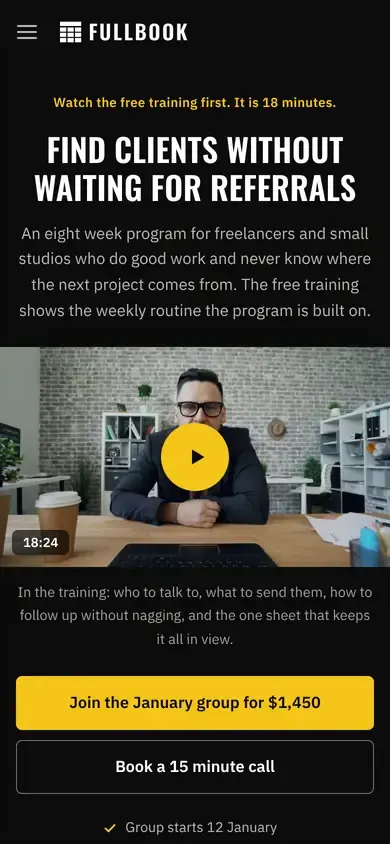 FULLBOOK
Watch the free training first. It is 18 minutes.
FIND CLIENTS WITHOUT
WAITING FOR REFERRALS
An eight week program for freelancers and small
studios who do good work and never know where
the next project comes from. The free training
shows the weekly routine the program is built on.
18:24
In the training: who to talk to, what to send them, how to
follow up without nagging, and the one sheet that keeps
it all in view.
Join the January group for $1,450
Book a 15 minute call
Group starts 12 January